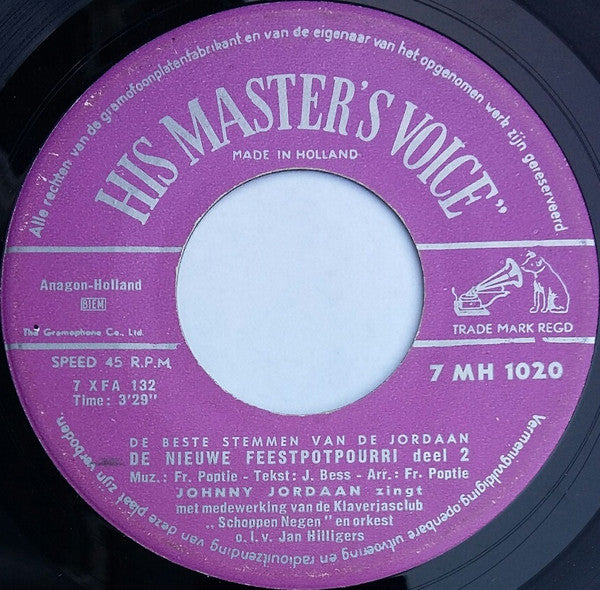 Alle rechten van de gramofoonplatenfabrikant en van de eigenaar van het opgenomen werk zijn gereserveerd
HIS MASTER'S VOICE"
MADE IN HOLLAND
Anagon-Holland
BIEM
The Gramophone Co., Ltd.
TRADE MARK REGD
SPEED 45 R.P.M.
7 XFA 132
Time: 3'29"
7 MH 1020
DE BESTE STEMMEN VAN DE JORDAAN
DE NIEUWE FEESTPOTPOURRI deel 2
Muz.: Fr. Poptie - Tekst: J. Bess - Arr.: Fr. Poptie
JOHNNY JORDAAN zingt
met medewerking van de Klaverjasclub
„Schoppen Negen" en orkest
o.l.v. Jan Hilligers
Vermenigvuldiging openbare uitvoering en radiouitzending van deze plaat zijn verboden.